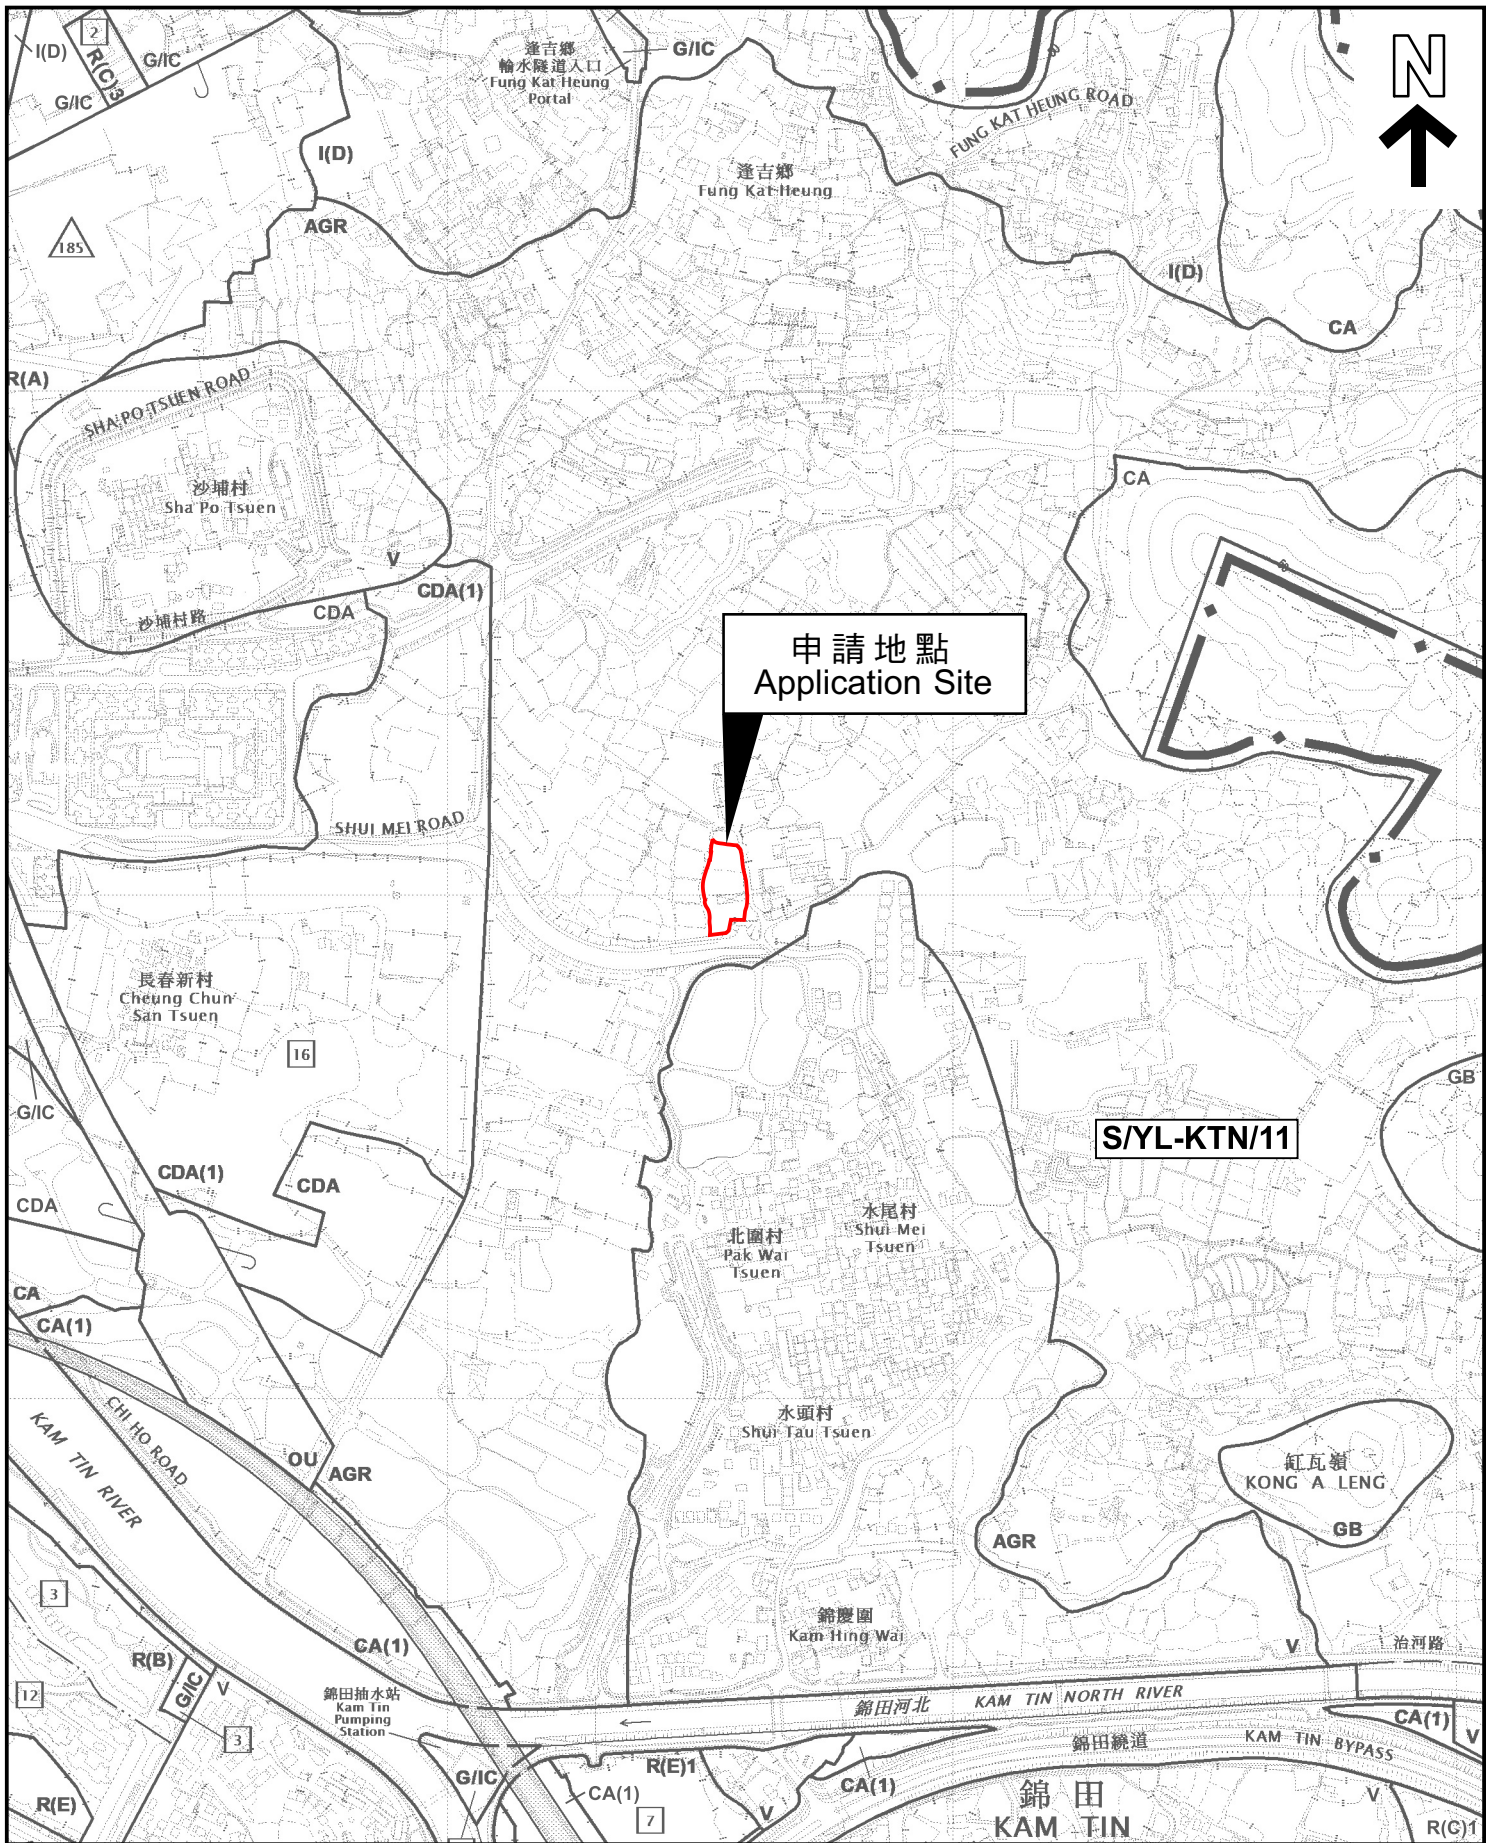 I(D)
2
R(C)3
G/IC
G/IC
逢吉鄉
輸水隧道入口
Fung Kat Heung
Portal
G/IC
50
FUNG KAT HEUNG ROAD
N
I(D)
逢吉鄉
Fung Kat Heung
185
AGR
I(D)
CA
R(A)
SHA PO TSUEN ROAD
沙埔村
Sha Po Tsuen
CA
50
V
CDA(1)
CDA
沙埔村路
申請地點
Application Site
SHUI MEI ROAD
長春新村
Cheung Chun
San Tsuen
16
G/IC
GB
S/YL-KTN/11
CDA(1)
CDA
CDA
水尾村
Shui Mei
Tsuen
北圍村
Pak Wai
Tsuen
CA
CA(1)
CHI HO ROAD
KAM TIN RIVER
水頭村
Shui Tau Tsuen
OU
AGR
缸瓦嶺
KONG A LENG
GB
AGR
3
錦慶圍
Kam Hing Wai
CA(1)
V
治河路
R(B)
G/IC
V
12
3
錦田抽水站
Kam Tin
Pumping
Station
錦田河北
KAM TIN NORTH RIVER
CA(1)
V
錦田繞道
KAM TIN BYPASS
G/IC
R(E)1
CA(1)
CA(1)
R(E)
7
V
錦田
KAM TIN
V
R(C)1